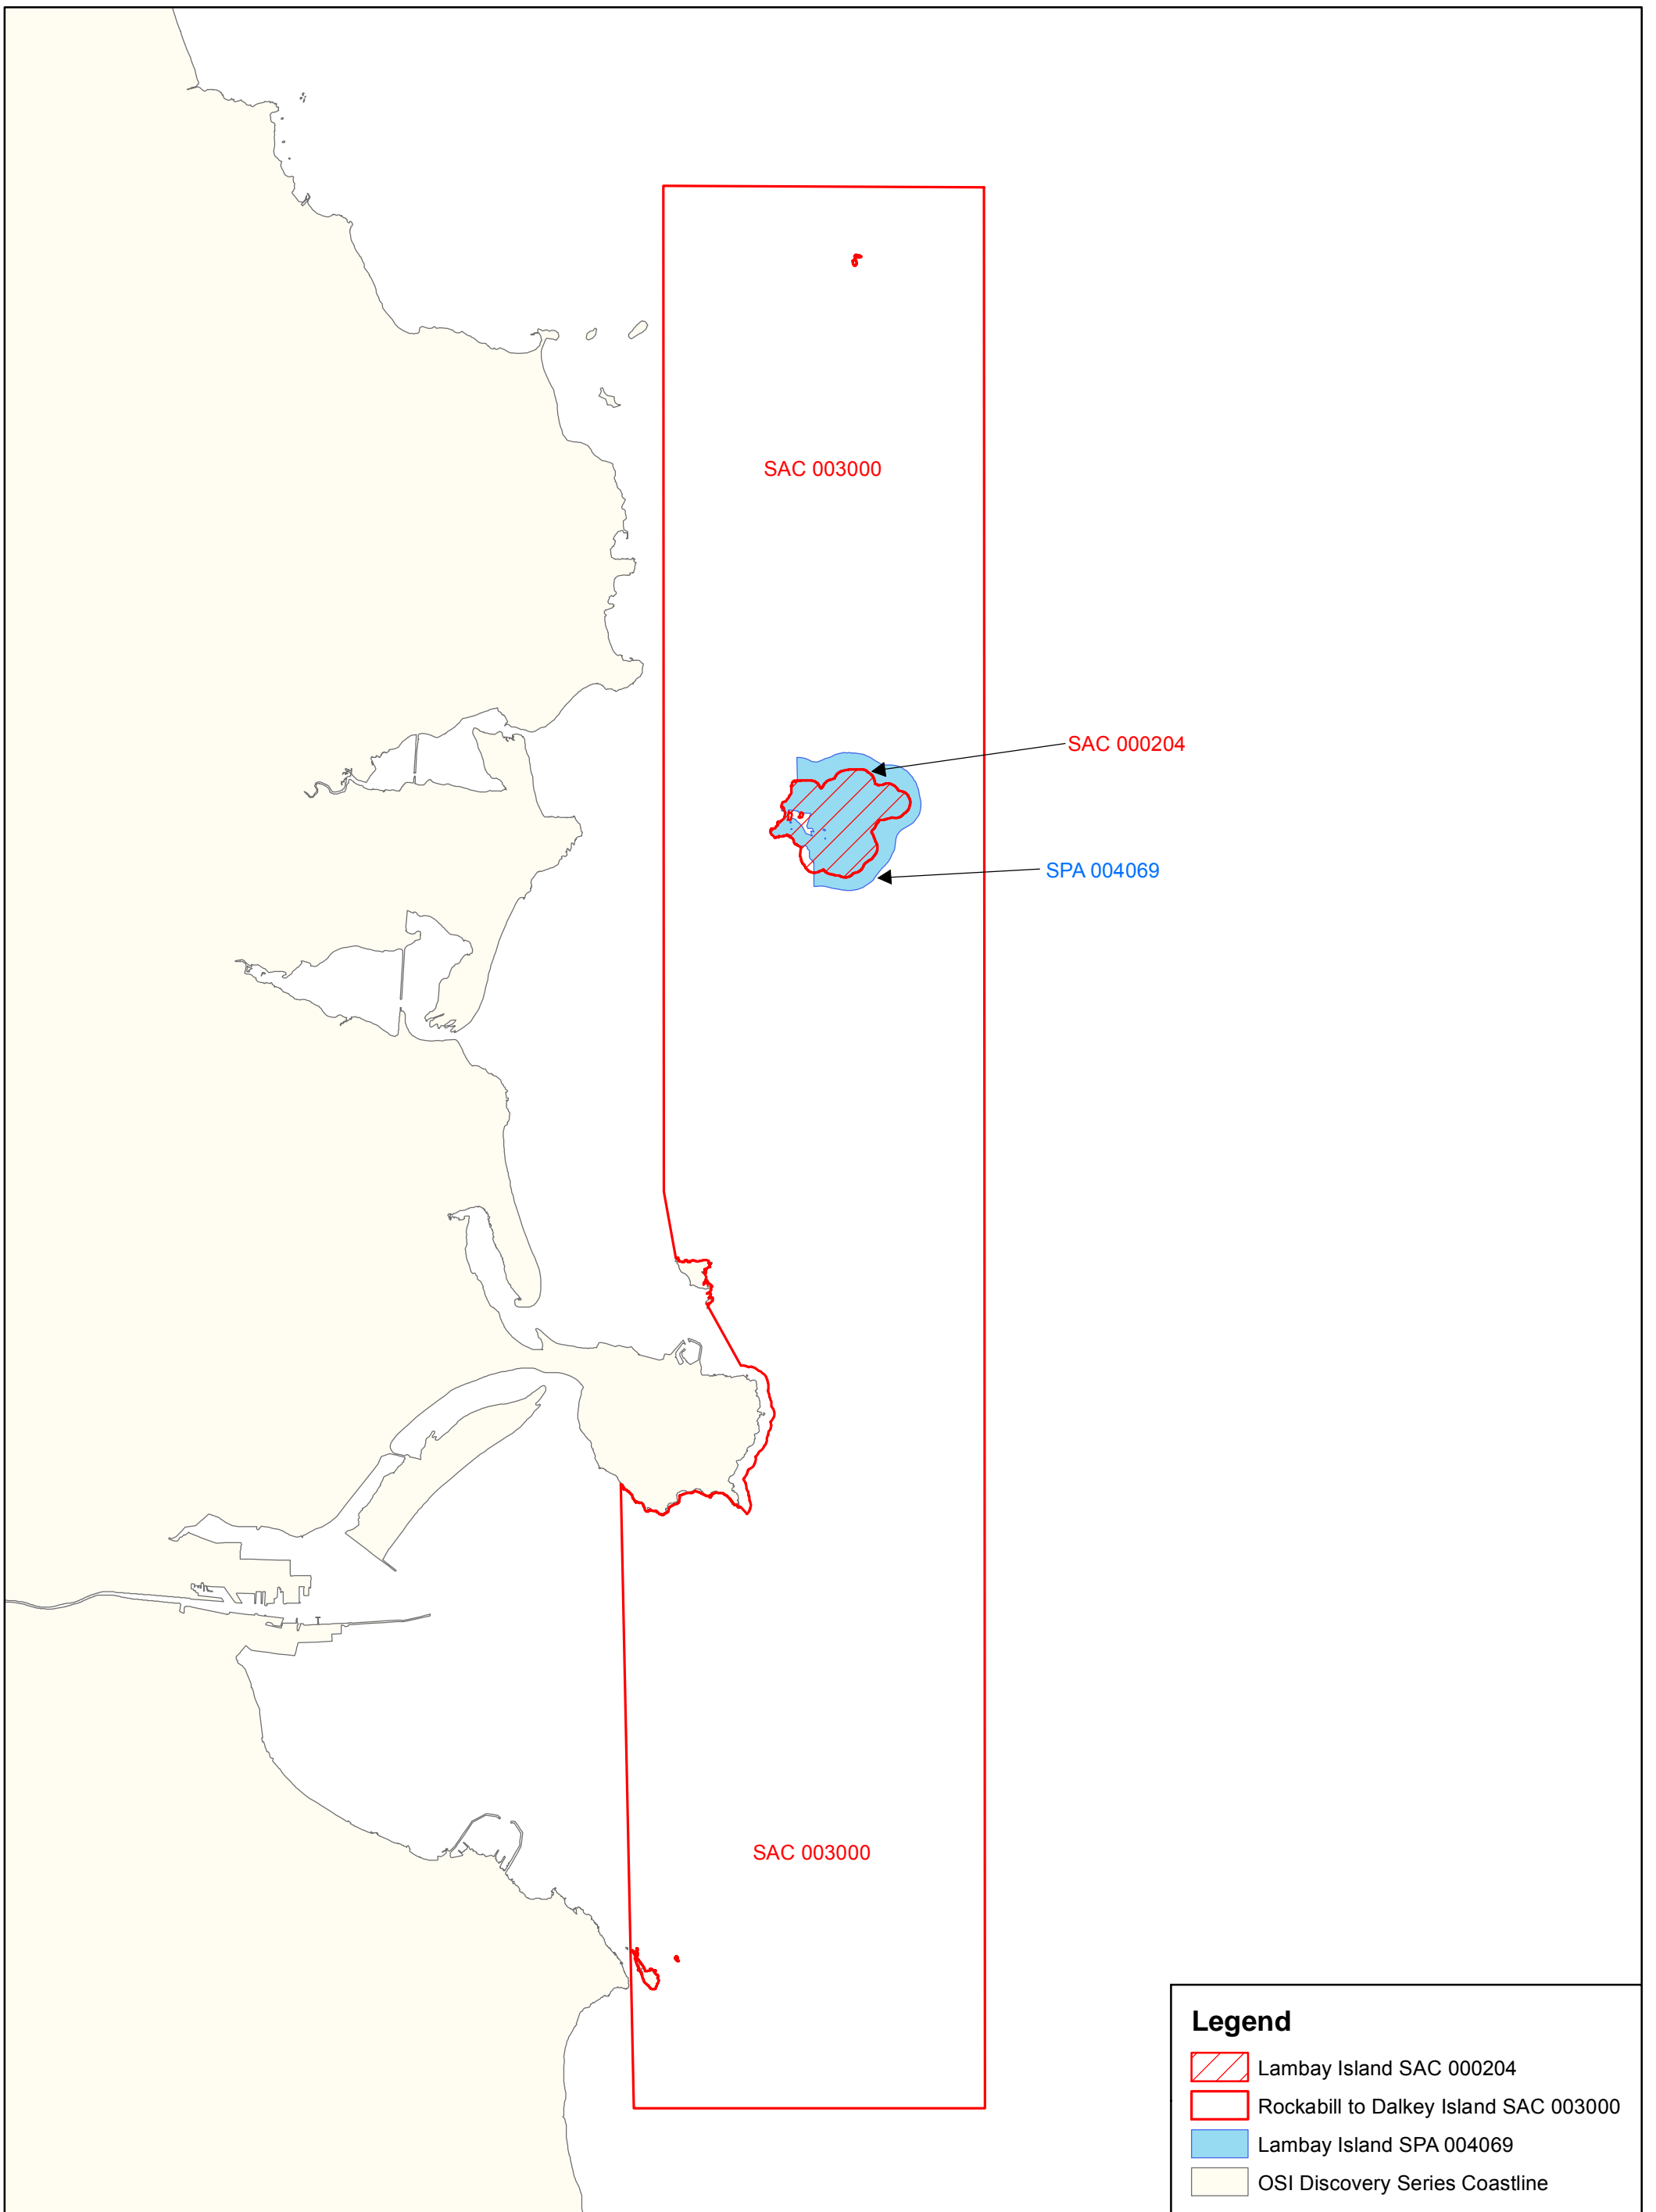 SAC 003000
SAC 000204
SPA 004069
SAC 003000
Legend
Lambay Island SAC 000204
Rockabill to Dalkey Island SAC 003000
Lambay Island SPA 004069
OSI Discovery Series Coastline